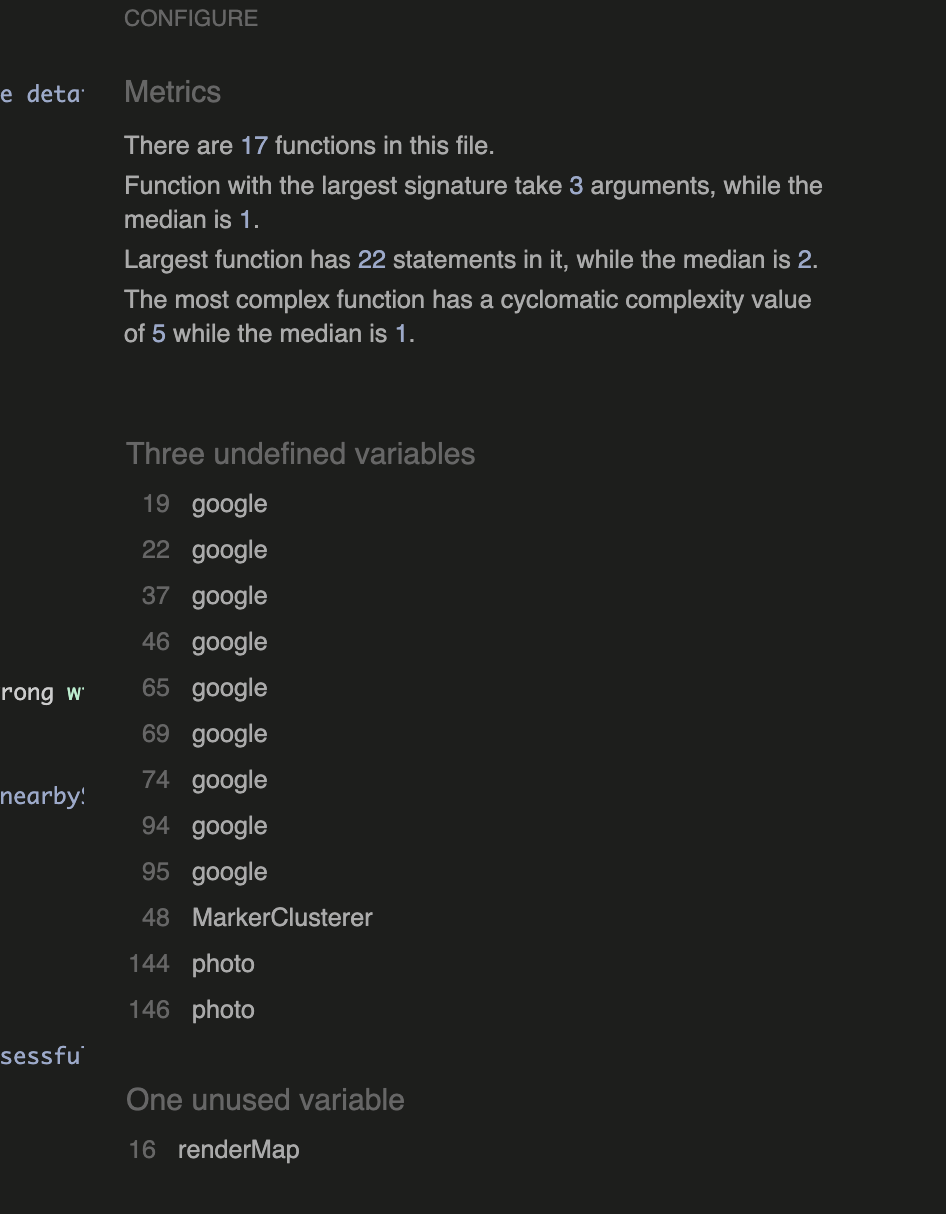 CONFIGURE
e deta
Metrics
There are 17 functions in this file.
Function with the largest signature take 3 arguments, while the
median is 1.
Largest function has 22 statements in it, while the median is 2.
The most complex function has a cyclomatic complexity value
of 5 while the median is 1.
Three undefined variables
19 google
22 google
37 google
46 google
65 google
rong w
69 google
74 google
nearby
94 google
95 google
48 MarkerClusterer
144 photo
146 photo
sessfu
One unused variable
16 renderMap